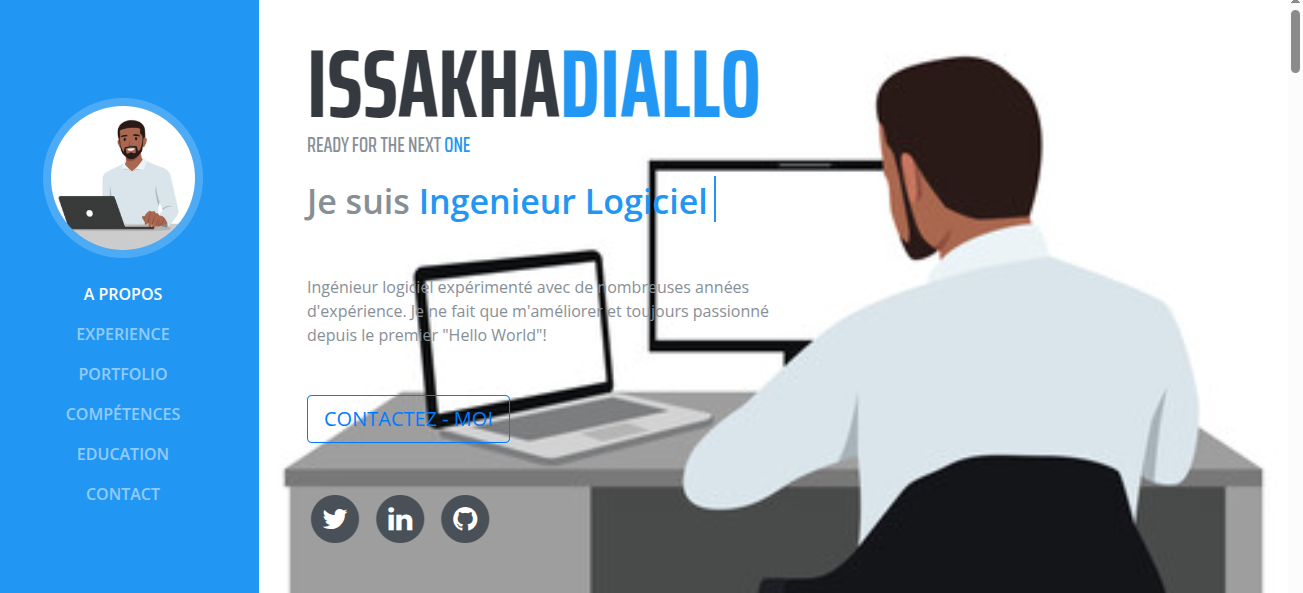 A PROPOS
EXPERIENCE
PORTFOLIO
COMPÉTENCES
EDUCATION
CONTACT
ISSAKHADIALLO
READY FOR THE NEXT ONE
Je suis Ingenieur Logiciel
Ingénieur logiciel expérimenté avec de nombreuses années
d'expérience. Je ne fait que m'améliorer et toujours passionné
depuis le premier "Hello World"!
CONTACTEZ - MOI
in